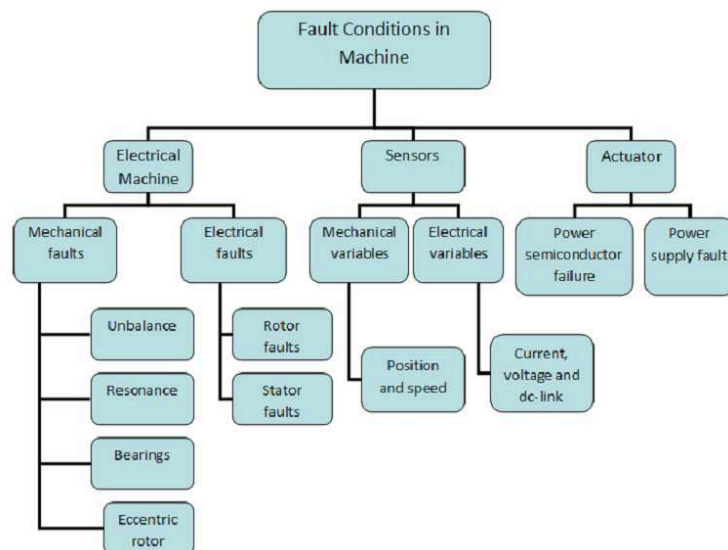 Fault Conditions in
Machine
Electrical
Machine
Sensors
Actuator
Mechanical
faults
Electrical
faults
Mechanical
variables
Electrical
variables
Power
semiconductor
failure
Power
supply fault
Unbalance
Rotor
faults
Resonance
Stator
faults
Position
and speed
Current,
voltage and
dc-link
Bearings
Eccentric
rotor